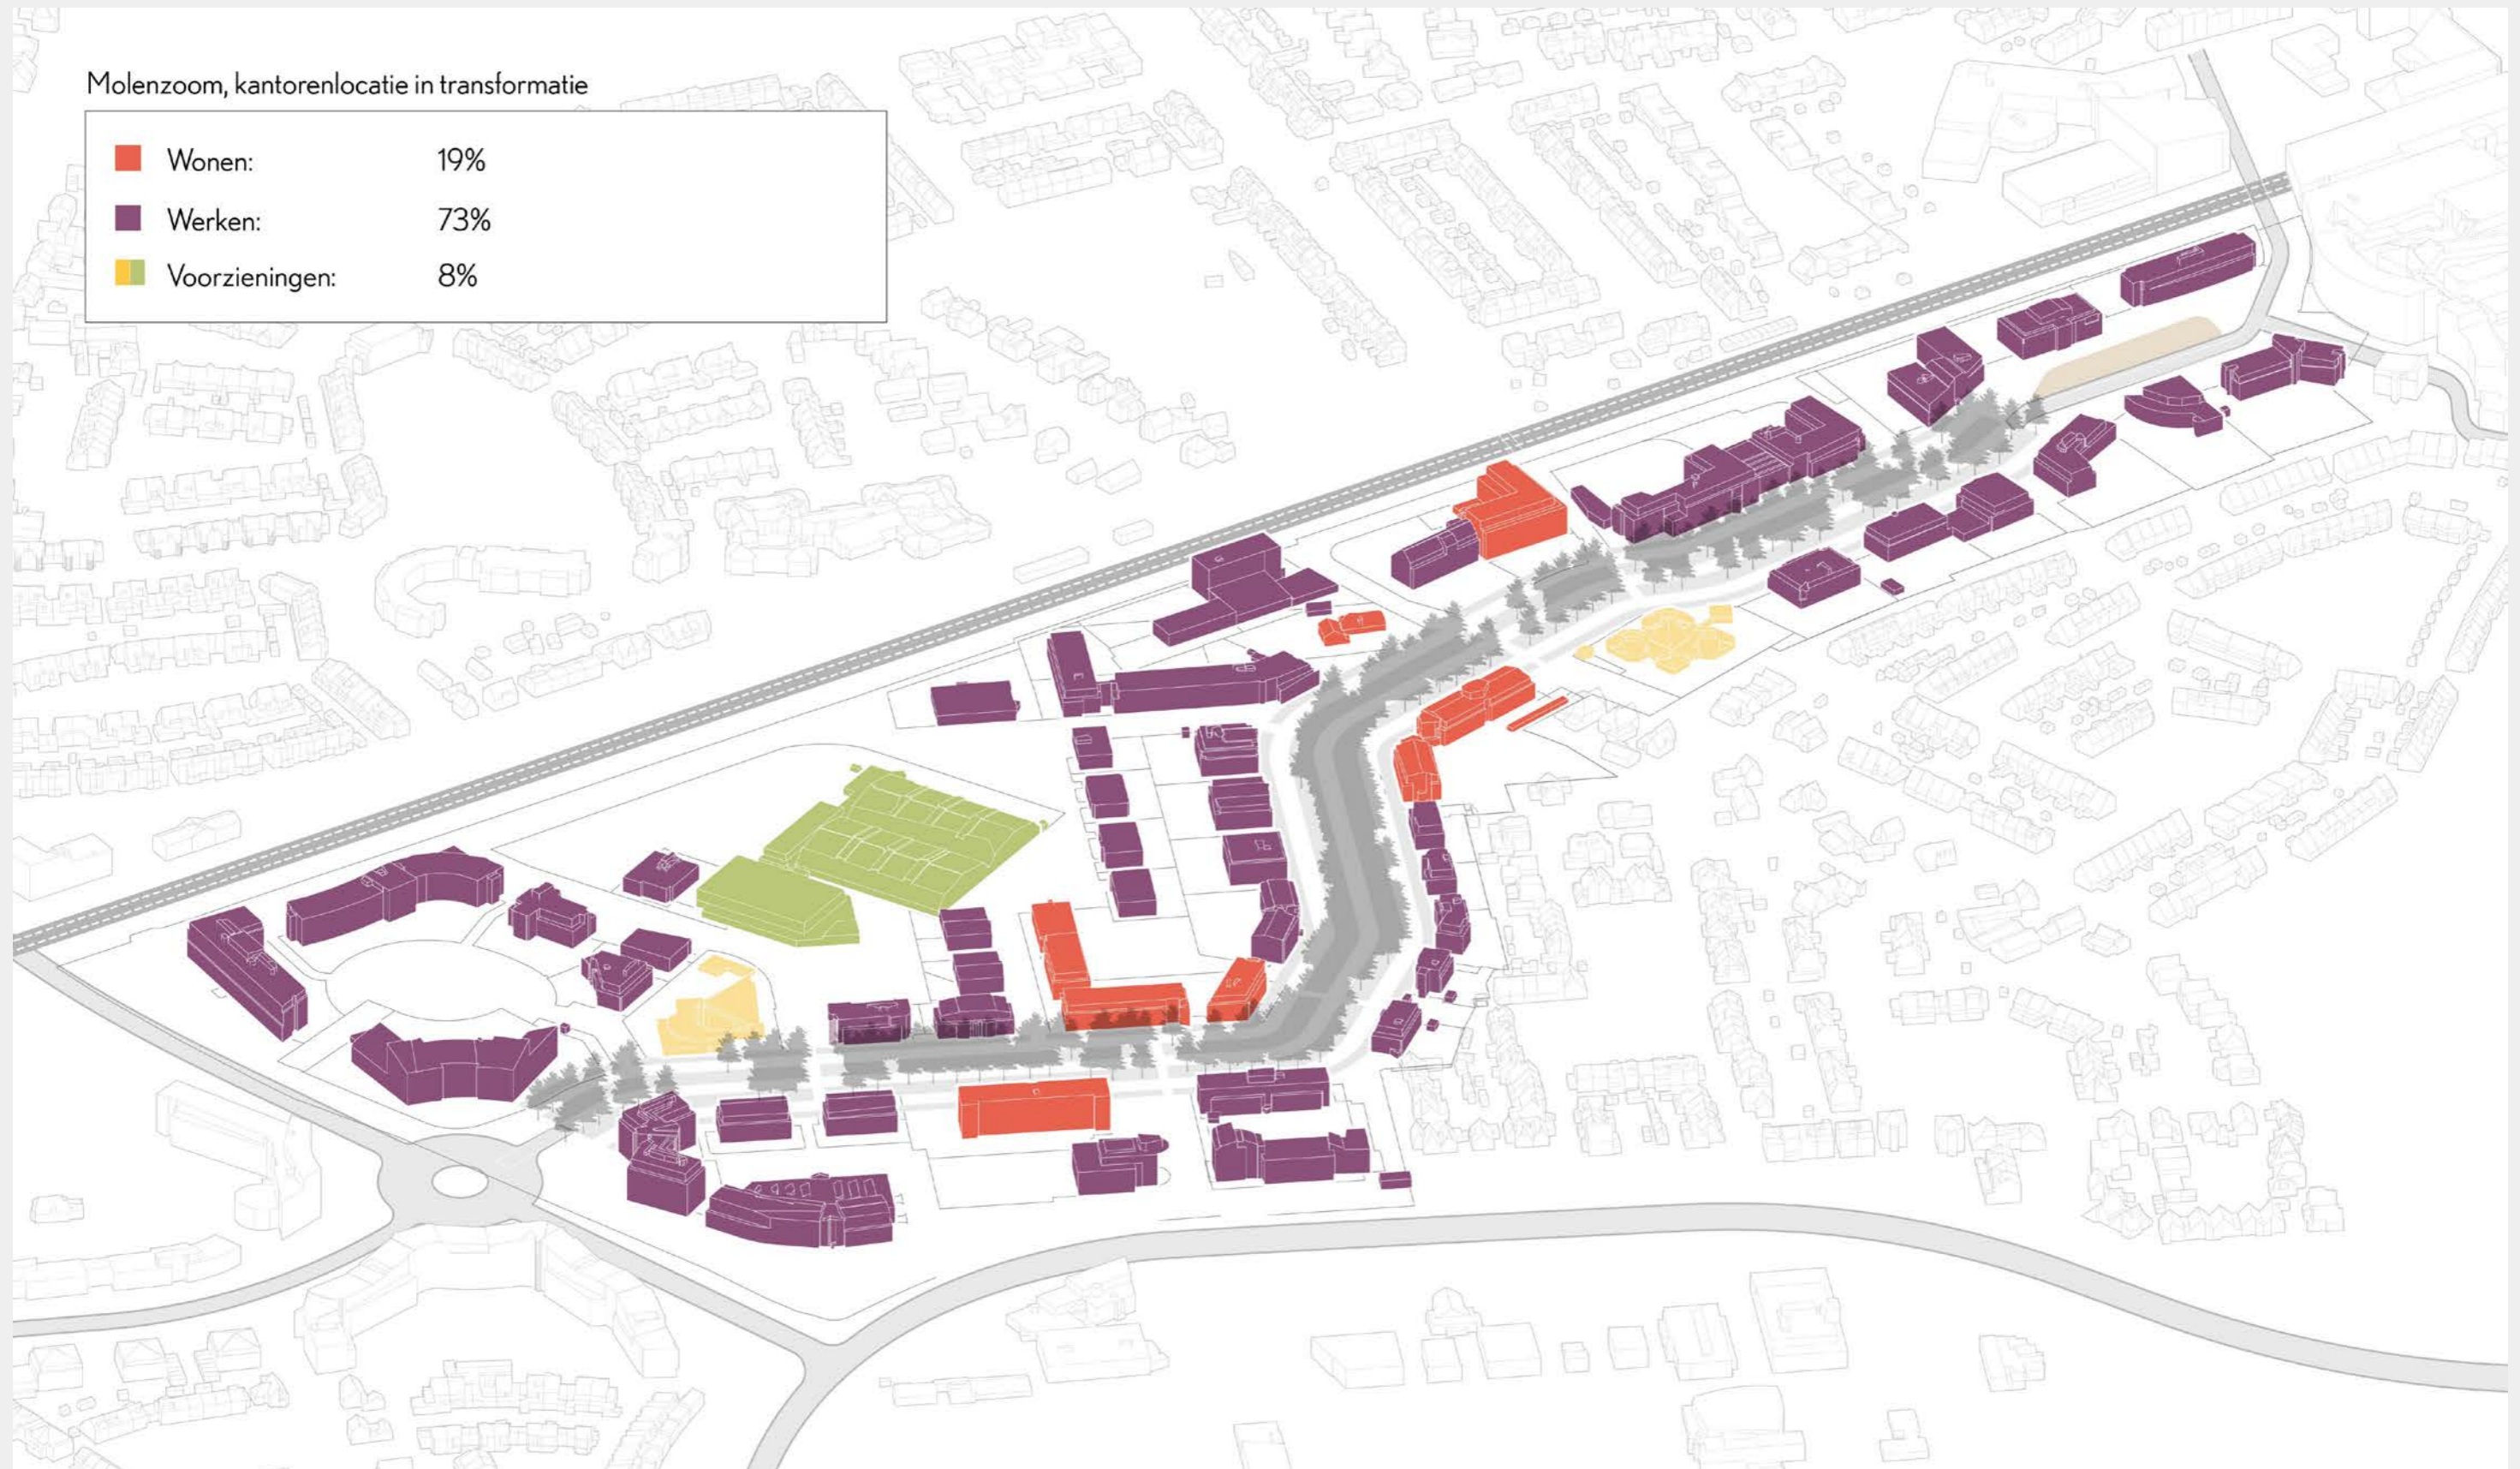 Molenzoom, kantorenlocatie in transformatie
Wonen: 19%
Werken: 73%
Voorzieningen: 8%